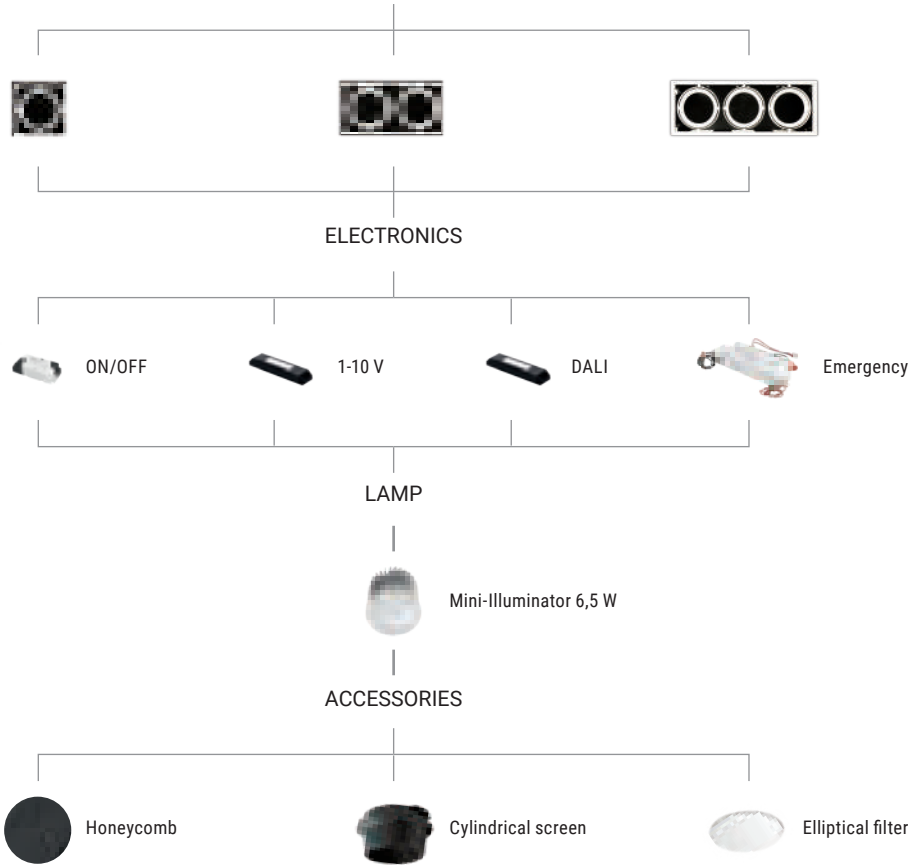 ELECTRONICS
ON/OFF
1-10 V
DALI
Emergency
LAMP
Mini-Illuminator 6,5 W
ACCESSORIES
Honeycomb
Cylindrical screen
Elliptical filter